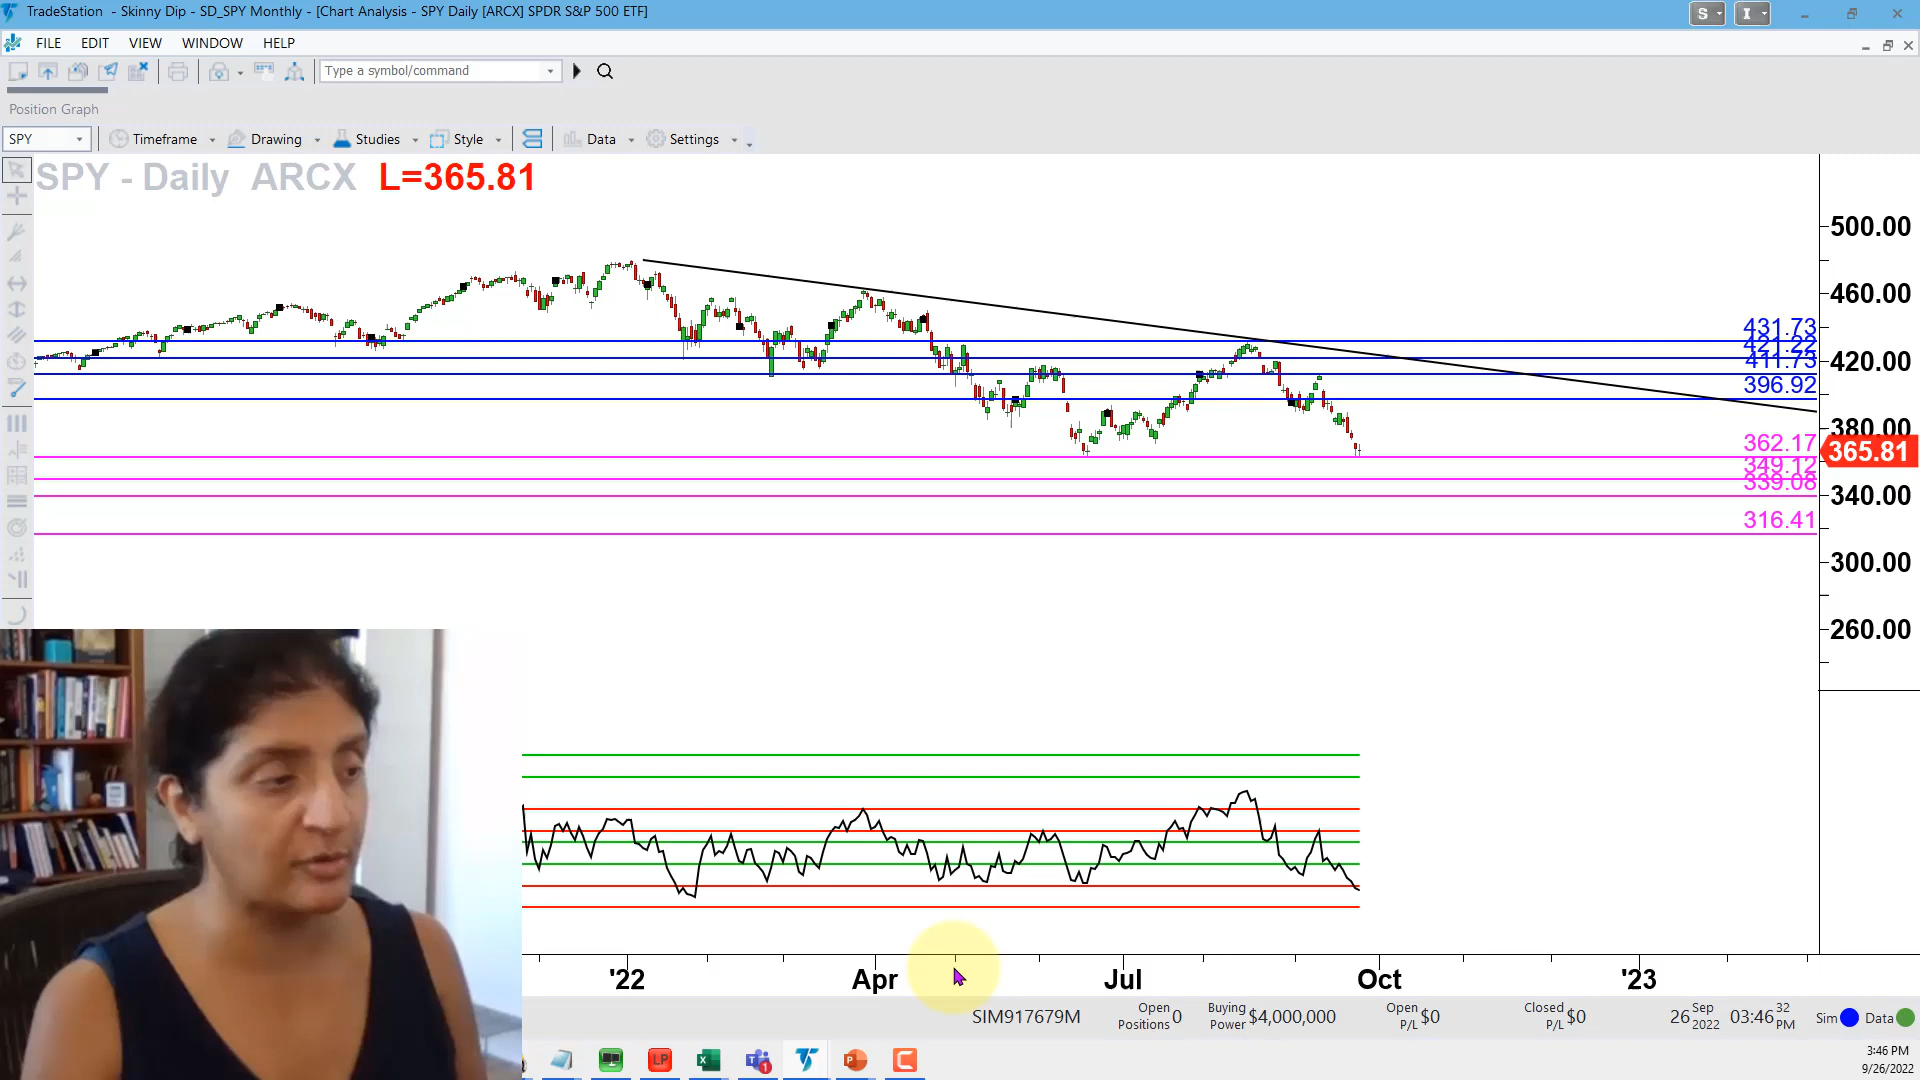 TradeStation - Skinny Dip - SD_SPY Monthly - [Chart Analysis - SPY Daily [ARCX] SPDR S&P 500 ETF]
S
I
FILE EDIT VIEW WINDOW HELP
Type a symbol/command
Position Graph
SPY
Timeframe
Drawing
Studies
Style
Data
Settings
SPY - Daily ARCX L=365.81
500.00
460.00
431.73
421.22
420.00
411.73
396.92
380.00
362.17
365.81
349.12
339.08
340.00
316.41
300.00
260.00
'22 Apr Jul Oct '23
SIM917679M
Open Positions 0
Buying Power $4,000,000
Open P/L $0
Closed P/L $0
26 Sep 2022 03:46 32 PM
Sim
Data
LP
1
3:46 PM
9/26/2022